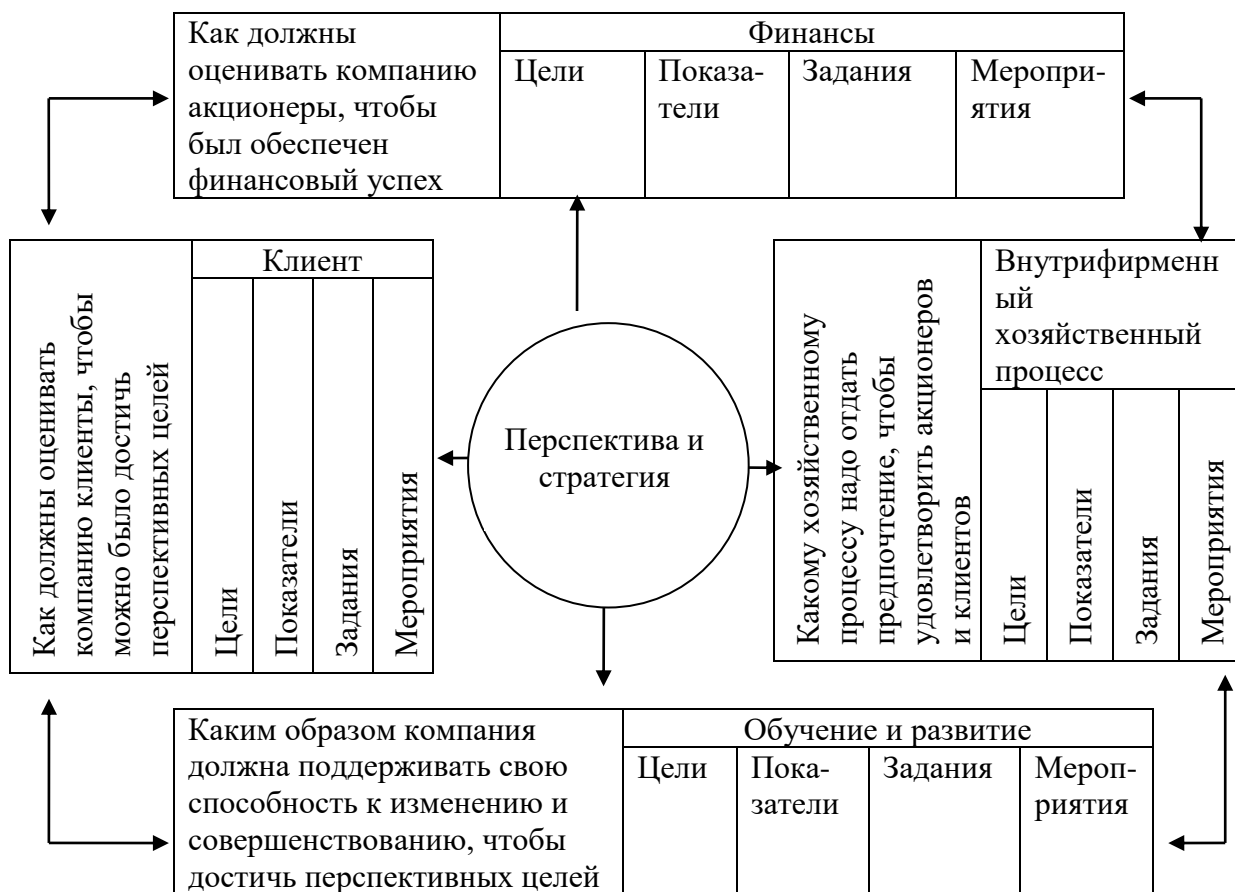 Как должны
оценивать компанию
акционеры, чтобы
был обеспечен
финансовый успех
Финансы
Цели
Показа-
тели
Задания
Мероприятия
Как должны оценивать
компанию клиенты, чтобы
можно было достичь
перспективных целей
Клиент
Цели
Показатели
Задания
Мероприятия
Перспектива и
стратегия
Какому хозяйственному
процессу надо отдать
предпочтение, чтобы
удовлетворить акционеров
и клиентов
Внутрифирменн
ый
хозяйственный
процесс
Цели
Показатели
Задания
Мероприятия
Каким образом компания
должна поддерживать свою
способность к изменению и
совершенствованию, чтобы
достичь перспективных целей
Обучение и развитие
Цели
Пока-
затели
Задания
Мероп-
риятия